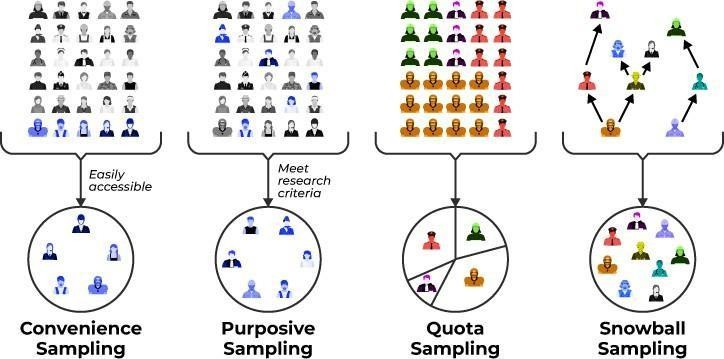 Easily
accessible
Meet
research
criteria
Convenience
Sampling
Purposive
Sampling
Quota
Sampling
Snowball
Sampling